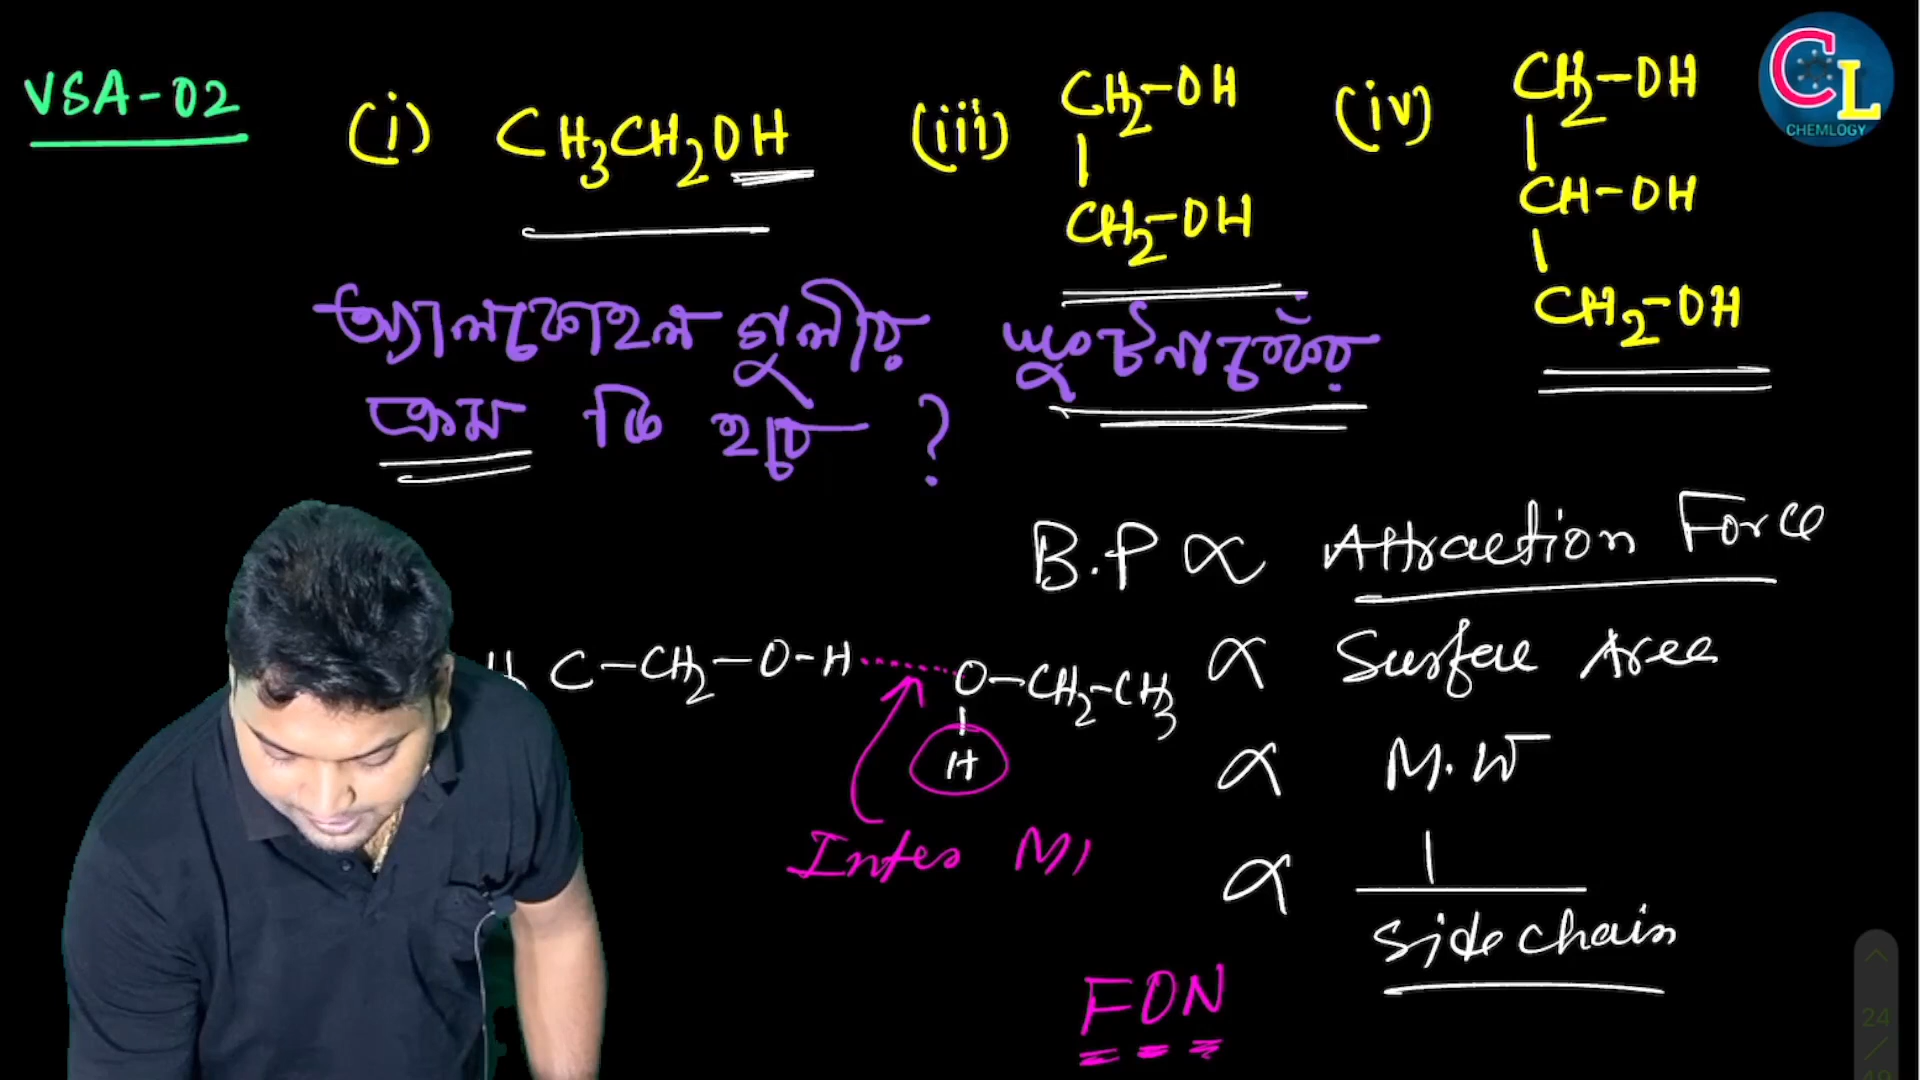 VSA-02
(i) CH3CH2OH
(iii) CH2-OH
|
CH2-OH
(iv) CH2-OH
|
CH-OH
|
CH2-OH
CL
CHEMLOGY
অ্যালকোহল গুলীর স্ফুটনাঙ্কের
ক্রম কি হবে ?
B.P ∝ Attraction Force
∝ Surface Area
∝ M.W
∝ 1
side chain
C-CH2-O-H ...... O-CH2-CH3
|
H
Inter M
FON
24
/